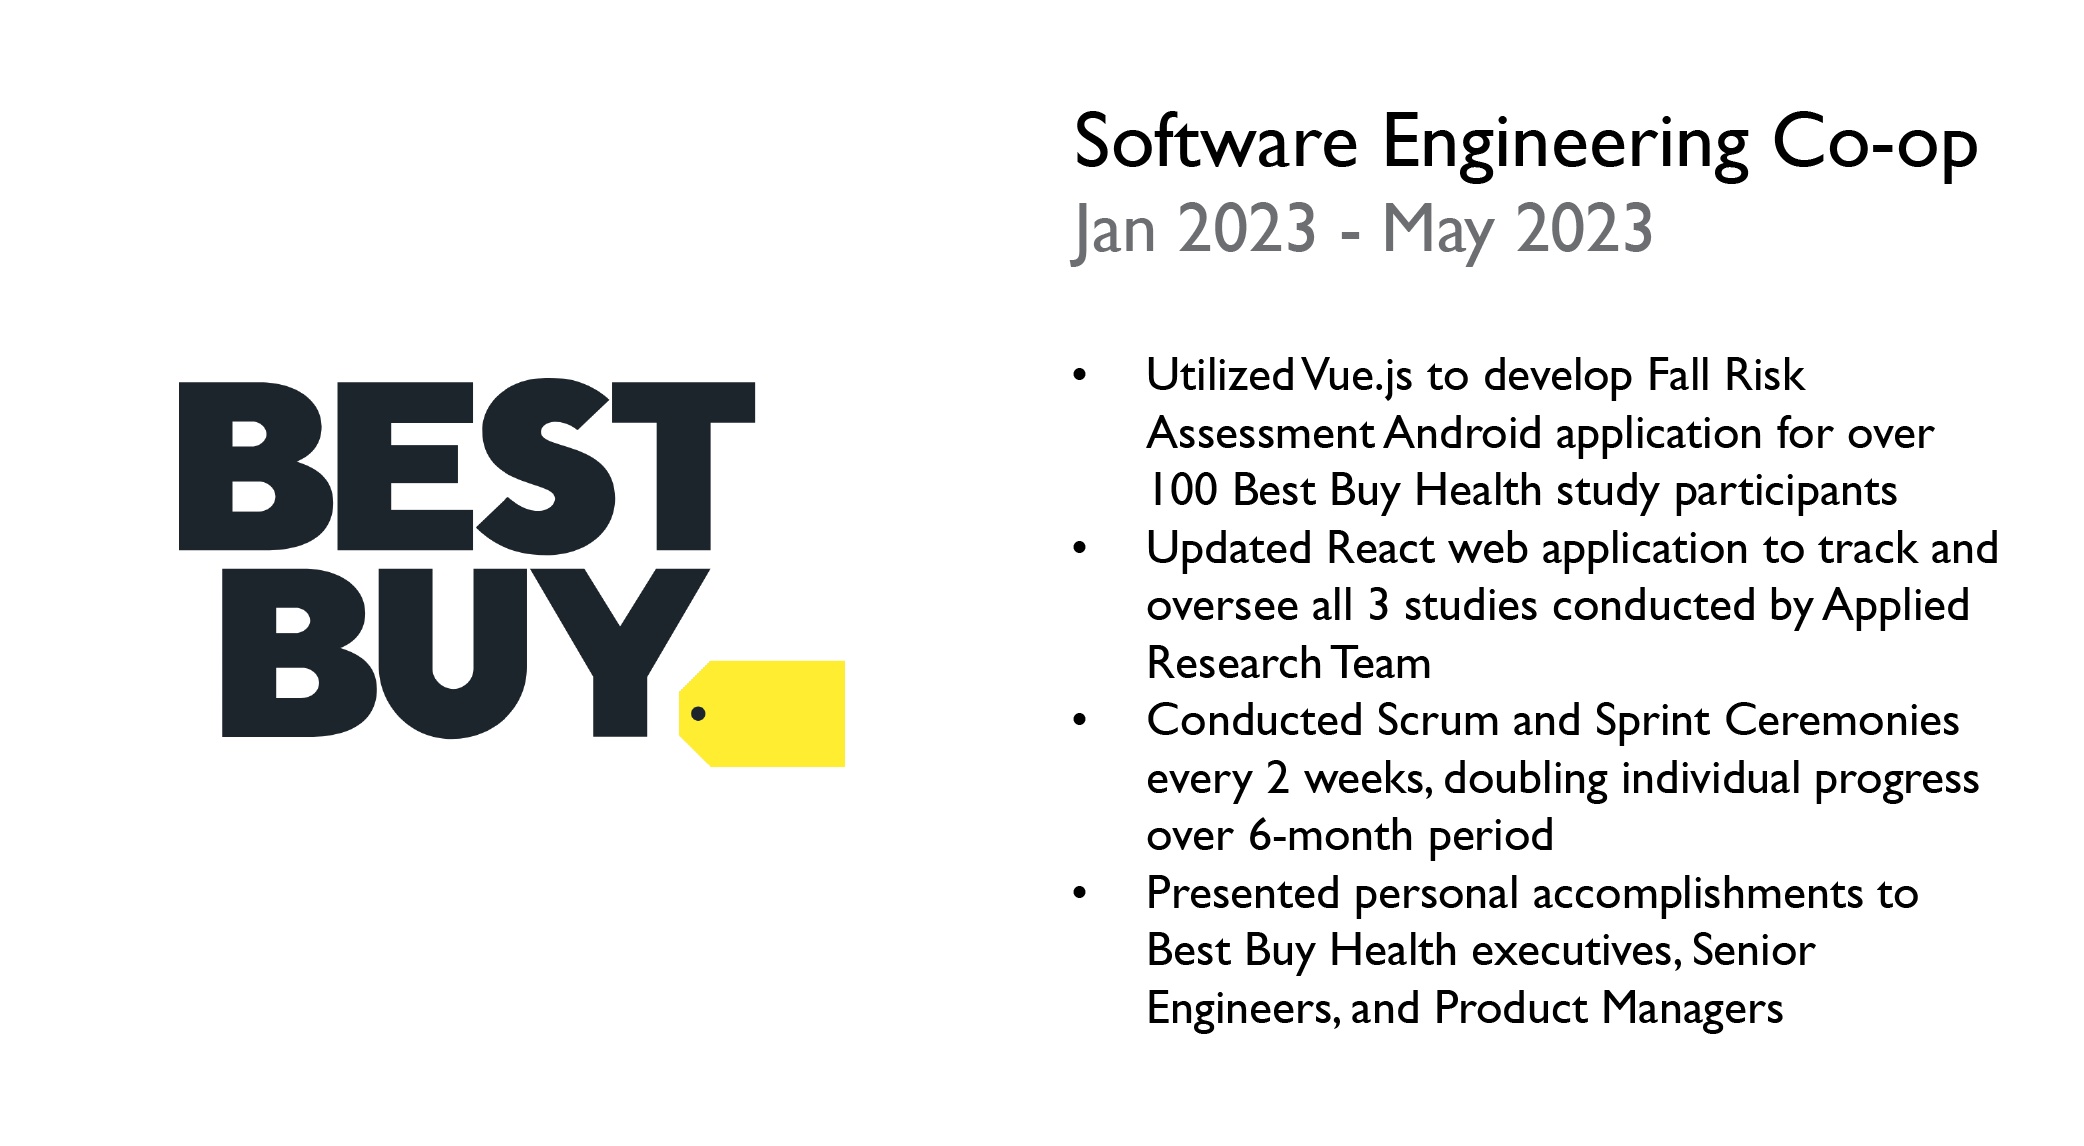 BEST
BUY
Software Engineering Co-op
Jan 2023 - May 2023
• Utilized Vue.js to develop Fall Risk
Assessment Android application for over
100 Best Buy Health study participants
• Updated React web application to track and
oversee all 3 studies conducted by Applied
Research Team
• Conducted Scrum and Sprint Ceremonies
every 2 weeks, doubling individual progress
over 6-month period
• Presented personal accomplishments to
Best Buy Health executives, Senior
Engineers, and Product Managers